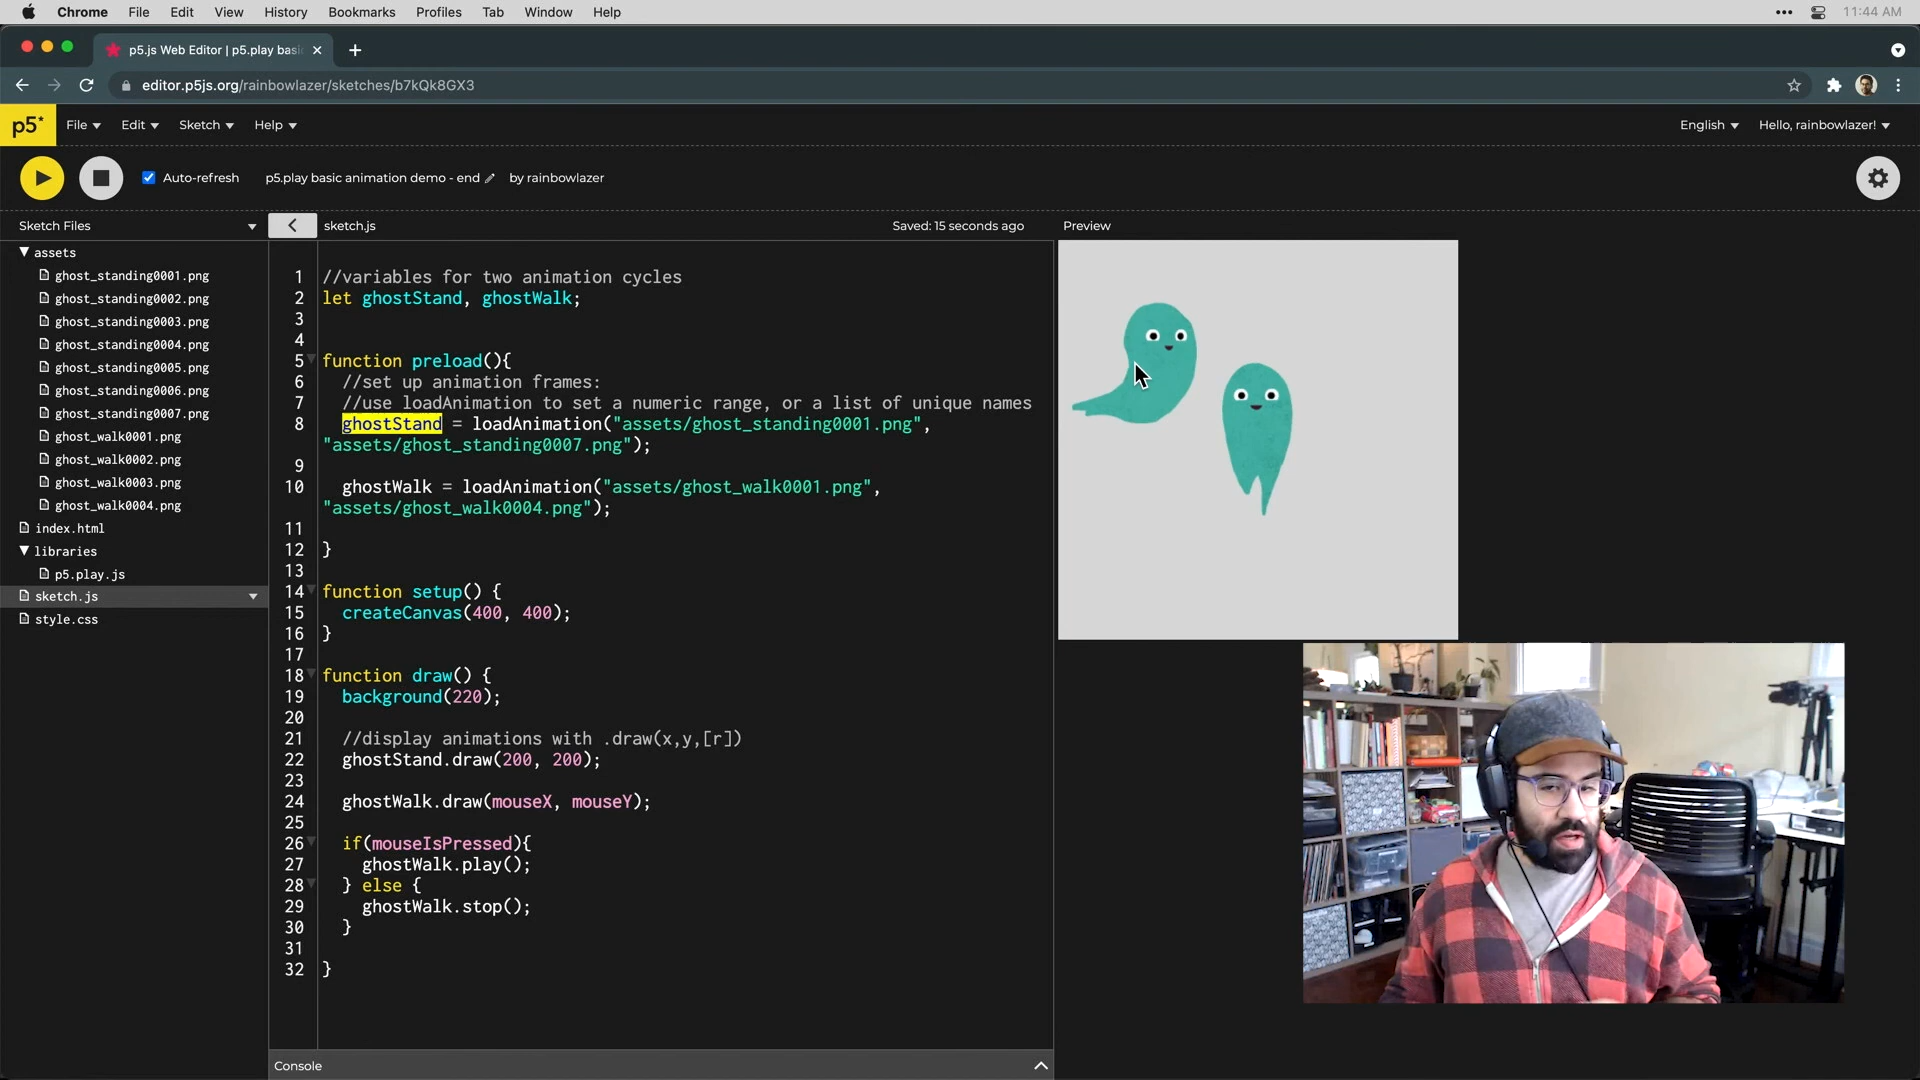 Chrome File Edit View History Bookmarks Profiles Tab Window Help 11:44 AM
p5.js Web Editor | p5.play basi
editor.p5js.org/rainbowlazer/sketches/b7kQk8GX3
p5* File Edit Sketch Help English Hello, rainbowlazer!
Auto-refresh p5.play basic animation demo - end by rainbowlazer
Sketch Files sketch.js Saved: 15 seconds ago Preview
assets
ghost_standing0001.png
ghost_standing0002.png
ghost_standing0003.png
ghost_standing0004.png
ghost_standing0005.png
ghost_standing0006.png
ghost_standing0007.png
ghost_walk0001.png
ghost_walk0002.png
ghost_walk0003.png
ghost_walk0004.png
index.html
libraries
p5.play.js
sketch.js
style.css
1 //variables for two animation cycles
2 let ghostStand, ghostWalk;
3
4
5 function preload(){
6 //set up animation frames:
7 //use loadAnimation to set a numeric range, or a list of unique names
8 ghostStand = loadAnimation("assets/ghost_standing0001.png",
"assets/ghost_standing0007.png");
9
10 ghostWalk = loadAnimation("assets/ghost_walk0001.png",
"assets/ghost_walk0004.png");
11
12 }
13
14 function setup() {
15 createCanvas(400, 400);
16 }
17
18 function draw() {
19 background(220);
20
21 //display animations with .draw(x,y,[r])
22 ghostStand.draw(200, 200);
23
24 ghostWalk.draw(mouseX, mouseY);
25
26 if(mouseIsPressed){
27 ghostWalk.play();
28 } else {
29 ghostWalk.stop();
30 }
31
32 }
Console